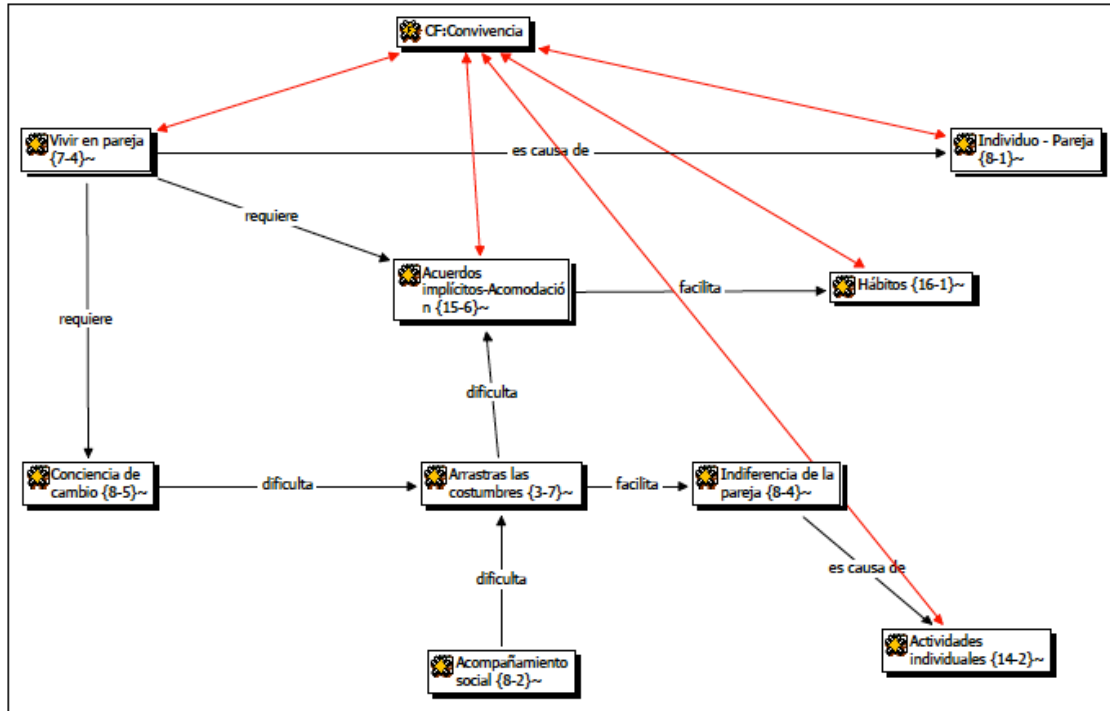 CF:Convivencia
Vivir en pareja
{7-4}~
es causa de
Individuo - Pareja
{8-1}~
requiere
Acuerdos
implícitos-Acomodació
n {15-6}~
facilita
Hábitos {16-1}~
requiere
dificulta
Conciencia de
cambio {8-5}~
dificulta
Arrastras las
costumbres {3-7}~
facilita
Indiferencia de la
pareja {8-4}~
es causa de
dificulta
Acompañamiento
social {8-2}~
Actividades
individuales {14-2}~